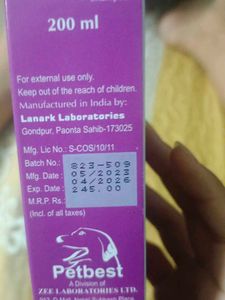 200 ml
For external use only.
Keep out of the reach of children.
Manufactured in India by:
Lanark Laboratories
Gondpur, Paonta Sahib-173025
Mfg. Lic No.: S-COS/10/11
Batch No.: 823-509
Mfg. Date : 05/2023
Exp. Date : 04/2026
M.R.P. Rs.: 245.00
(Incl. of all taxes)
Petbest
A Division of
ZEE LABORATORIES LTD.